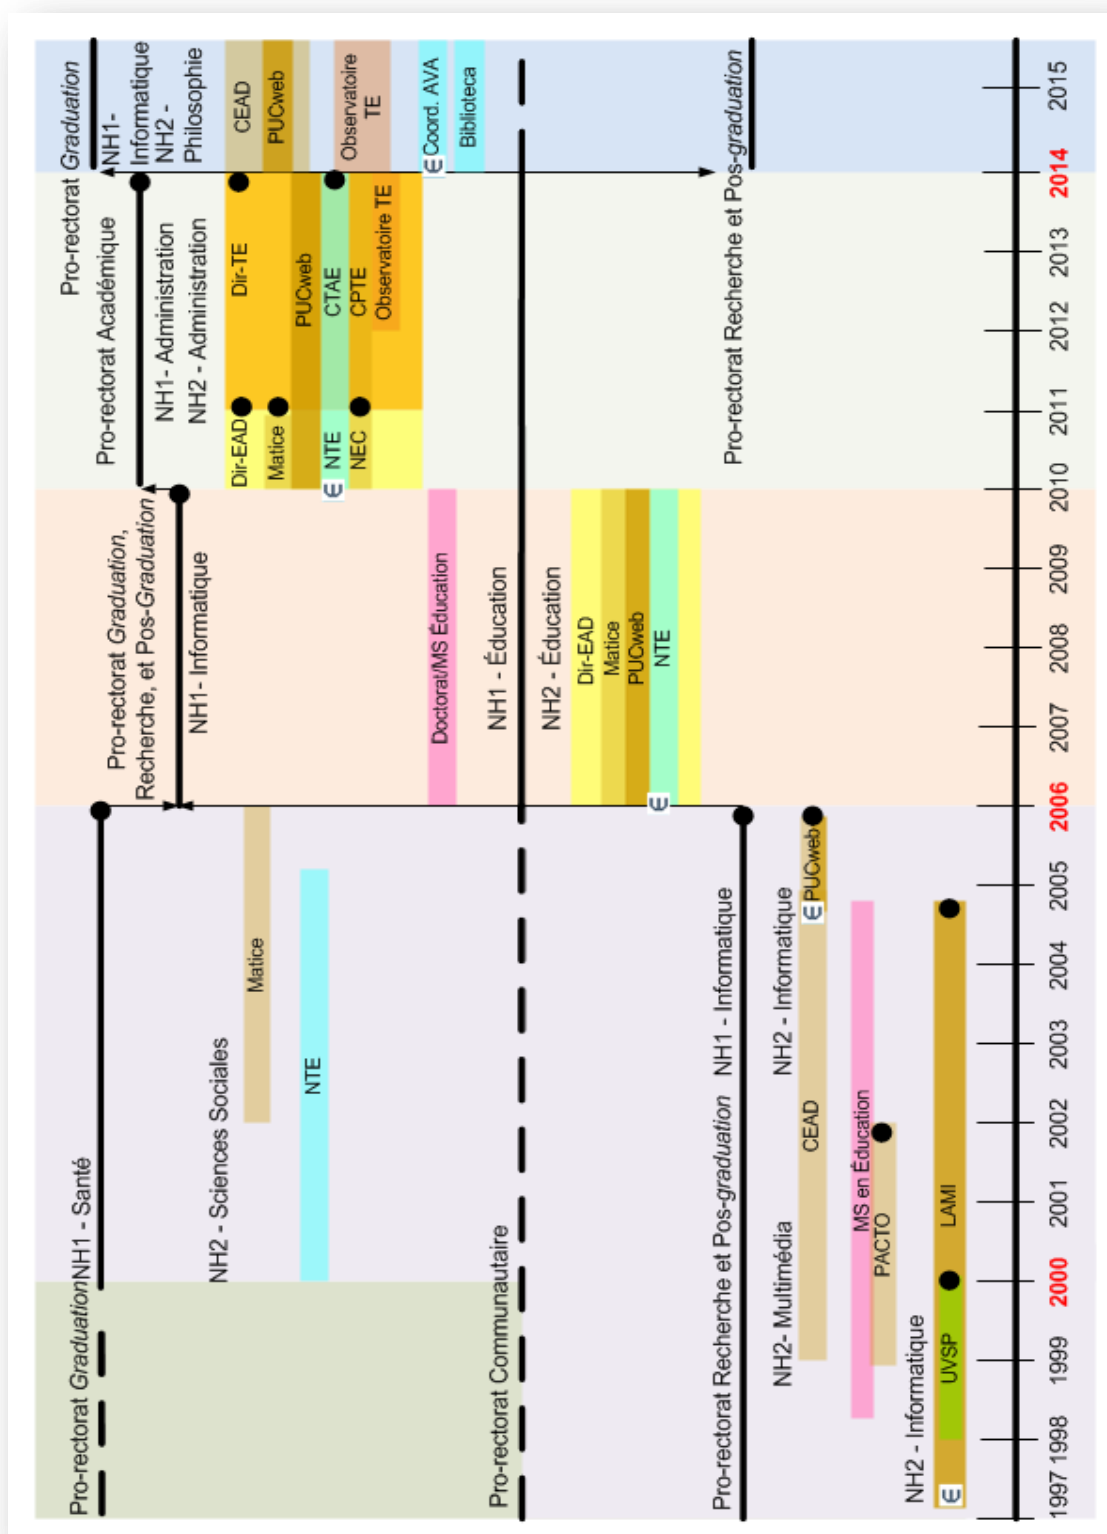 Pro-rectorat Graduation
NH1-
Informatique
NH2 -
Philosophie
CEAD
PUCweb
Observatoire
TE
Coord. AVA
Biblioteca
∈
Pro-rectorat Académique
NH1- Administration
NH2 - Administration
Dir-TE
PUCweb
CTAE
CPTE
Observatoire TE
Dir-EAD
Matice
NTE
NEC
∈
Pro-rectorat Recherche et Pos-graduation
Pro-rectorat Graduation,
Recherche, et Pos-Graduation
NH1- Informatique
Doctorat/MS Éducation
NH1 - Éducation
NH2 - Éducation
Dir-EAD
Matice
PUCweb
NTE
∈
Pro-rectorat Graduation NH1 - Santé
NH2 - Sciences Sociales
Matice
NTE
Pro-rectorat Communautaire
Pro-rectorat Recherche et Pos-graduation NH1 - Informatique
NH2- Multimédia
NH2 - Informatique
CEAD
∈
PUCweb
MS en Éducation
PACTO
NH2 - Informatique
∈
UVSP
LAMI
1997 1998 1999 2000 2001 2002 2003 2004 2005 2006 2007 2008 2009 2010 2011 2012 2013 2014 2015